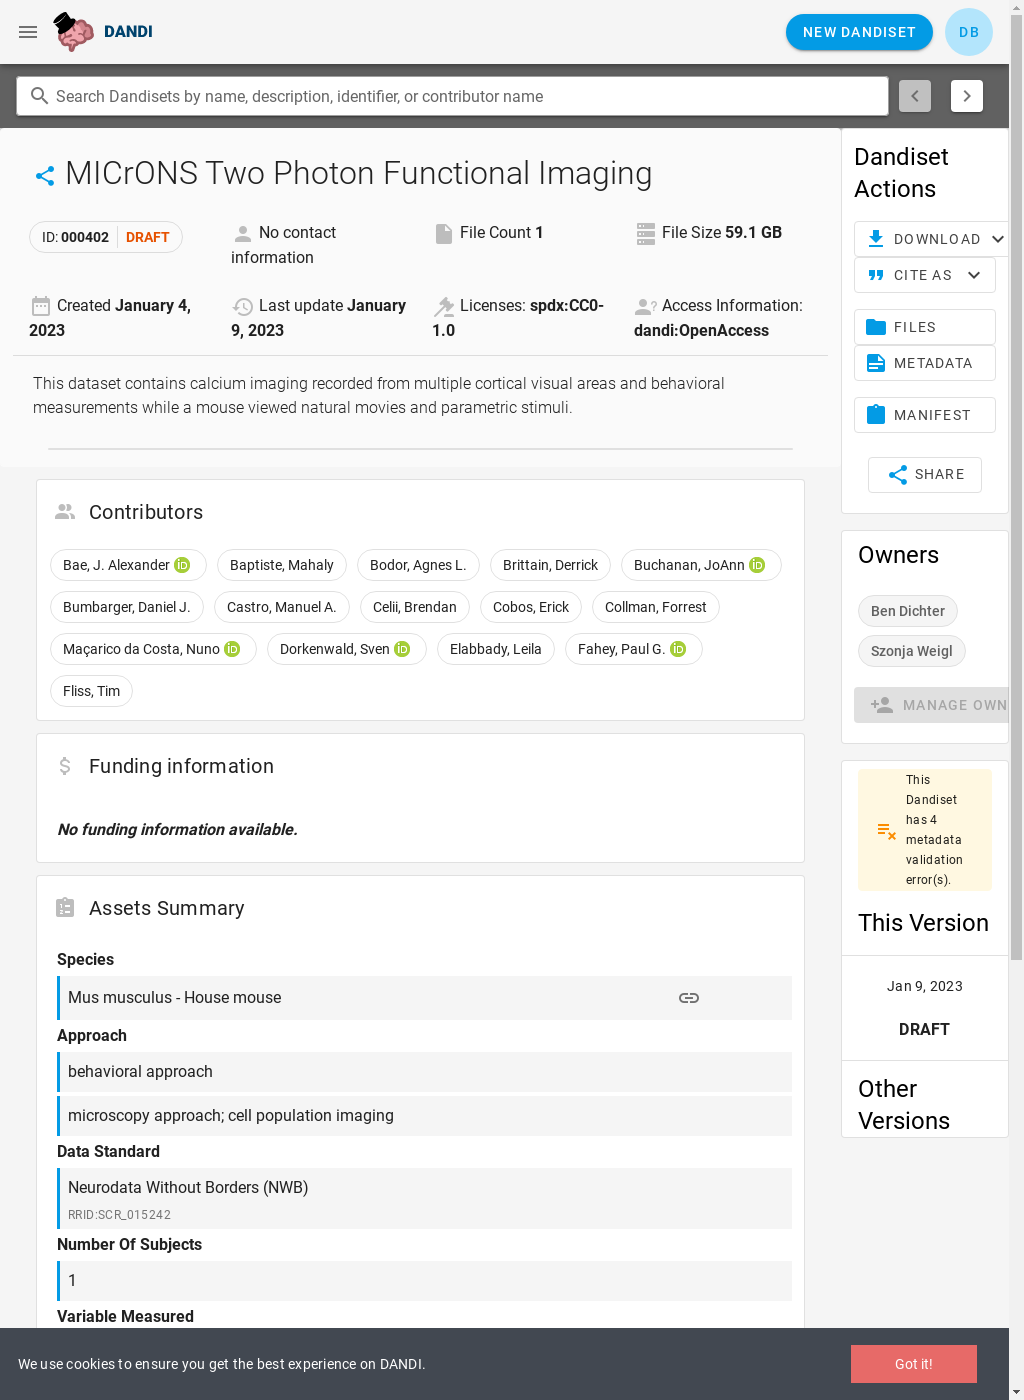 DANDI
NEW DANDISET
DB
Search Dandisets by name, description, identifier, or contributor name
MICrONS Two Photon Functional Imaging
ID: 000402
DRAFT
No contact
information
File Count 1
File Size 59.1 GB
Created January 4,
2023
Last update January
9, 2023
Licenses: spdx:CC0-
1.0
Access Information:
dandi:OpenAccess
This dataset contains calcium imaging recorded from multiple cortical visual areas and behavioral
measurements while a mouse viewed natural movies and parametric stimuli.
Contributors
Bae, J. Alexander
Baptiste, Mahaly
Bodor, Agnes L.
Brittain, Derrick
Buchanan, JoAnn
Bumbarger, Daniel J.
Castro, Manuel A.
Celii, Brendan
Cobos, Erick
Collman, Forrest
Maçarico da Costa, Nuno
Dorkenwald, Sven
Elabbady, Leila
Fahey, Paul G.
Fliss, Tim
Funding information
No funding information available.
Assets Summary
Species
Mus musculus - House mouse
Approach
behavioral approach
microscopy approach; cell population imaging
Data Standard
Neurodata Without Borders (NWB)
RRID:SCR_015242
Number Of Subjects
1
Variable Measured
Dandiset
Actions
DOWNLOAD
CITE AS
FILES
METADATA
MANIFEST
SHARE
Owners
Ben Dichter
Szonja Weigl
MANAGE OWN
This
Dandiset
has 4
metadata
validation
error(s).
This Version
Jan 9, 2023
DRAFT
Other
Versions
We use cookies to ensure you get the best experience on DANDI.
Got it!